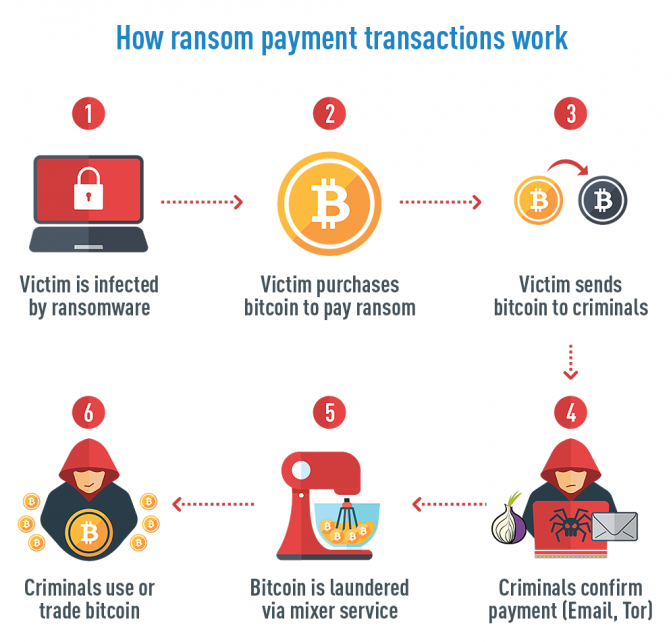 How ransom payment transactions work
1
2
3
Victim is infected
by ransomware
Victim purchases
bitcoin to pay ransom
Victim sends
bitcoin to criminals
6
5
4
Criminals use or
trade bitcoin
Bitcoin is laundered
via mixer service
Criminals confirm
payment (Email, Tor)